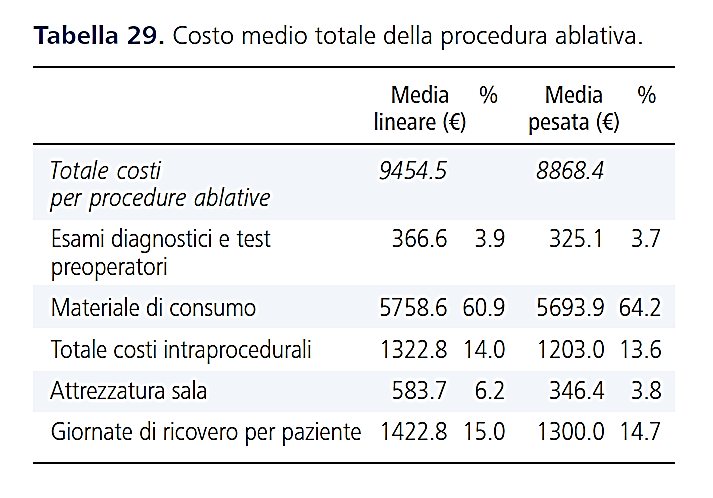 Tabella 29. Costo medio totale della procedura ablativa.
Media % Media %
lineare (€) pesata (€)
Totale costi 9454.5 8868.4
per procedure ablative
Esami diagnostici e test 366.6 3.9 325.1 3.7
preoperatori
Materiale di consumo 5758.6 60.9 5693.9 64.2
Totale costi intraprocedurali 1322.8 14.0 1203.0 13.6
Attrezzatura sala 583.7 6.2 346.4 3.8
Giornate di ricovero per paziente 1422.8 15.0 1300.0 14.7